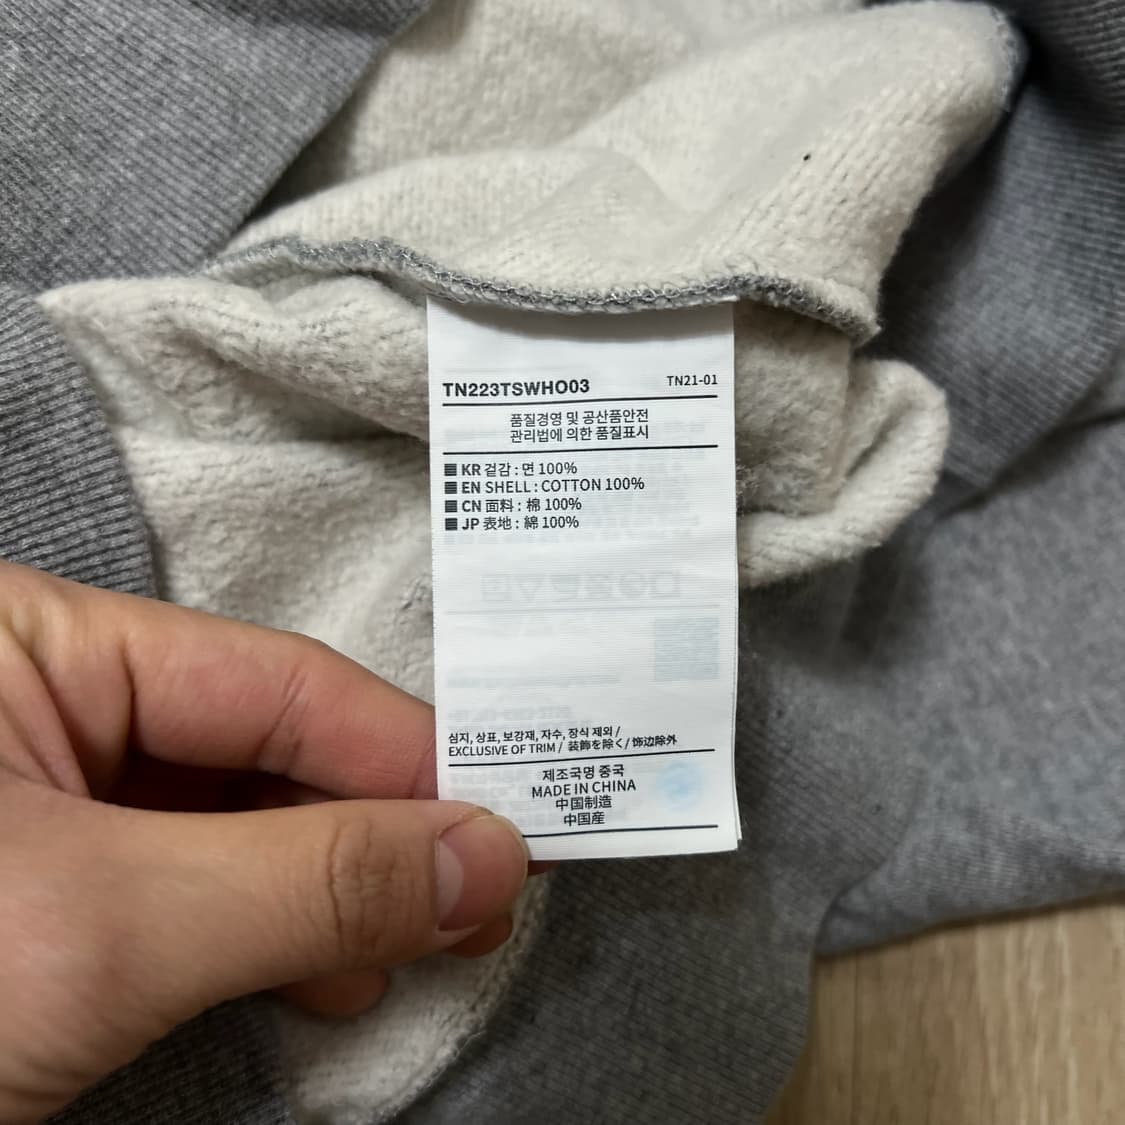 TN223TSWHO03 TN21-01
품질경영 및 공산품안전
관리법에 의한 품질표시
KR 겉감 : 면 100%
EN SHELL : COTTON 100%
CN 面料 : 棉 100%
JP 表地 : 綿 100%
심지, 상표, 보강재, 자수, 장식 제외 /
EXCLUSIVE OF TRIM / 装飾を除く / 饰边除外
제조국명 중국
MADE IN CHINA
中国制造
中国産